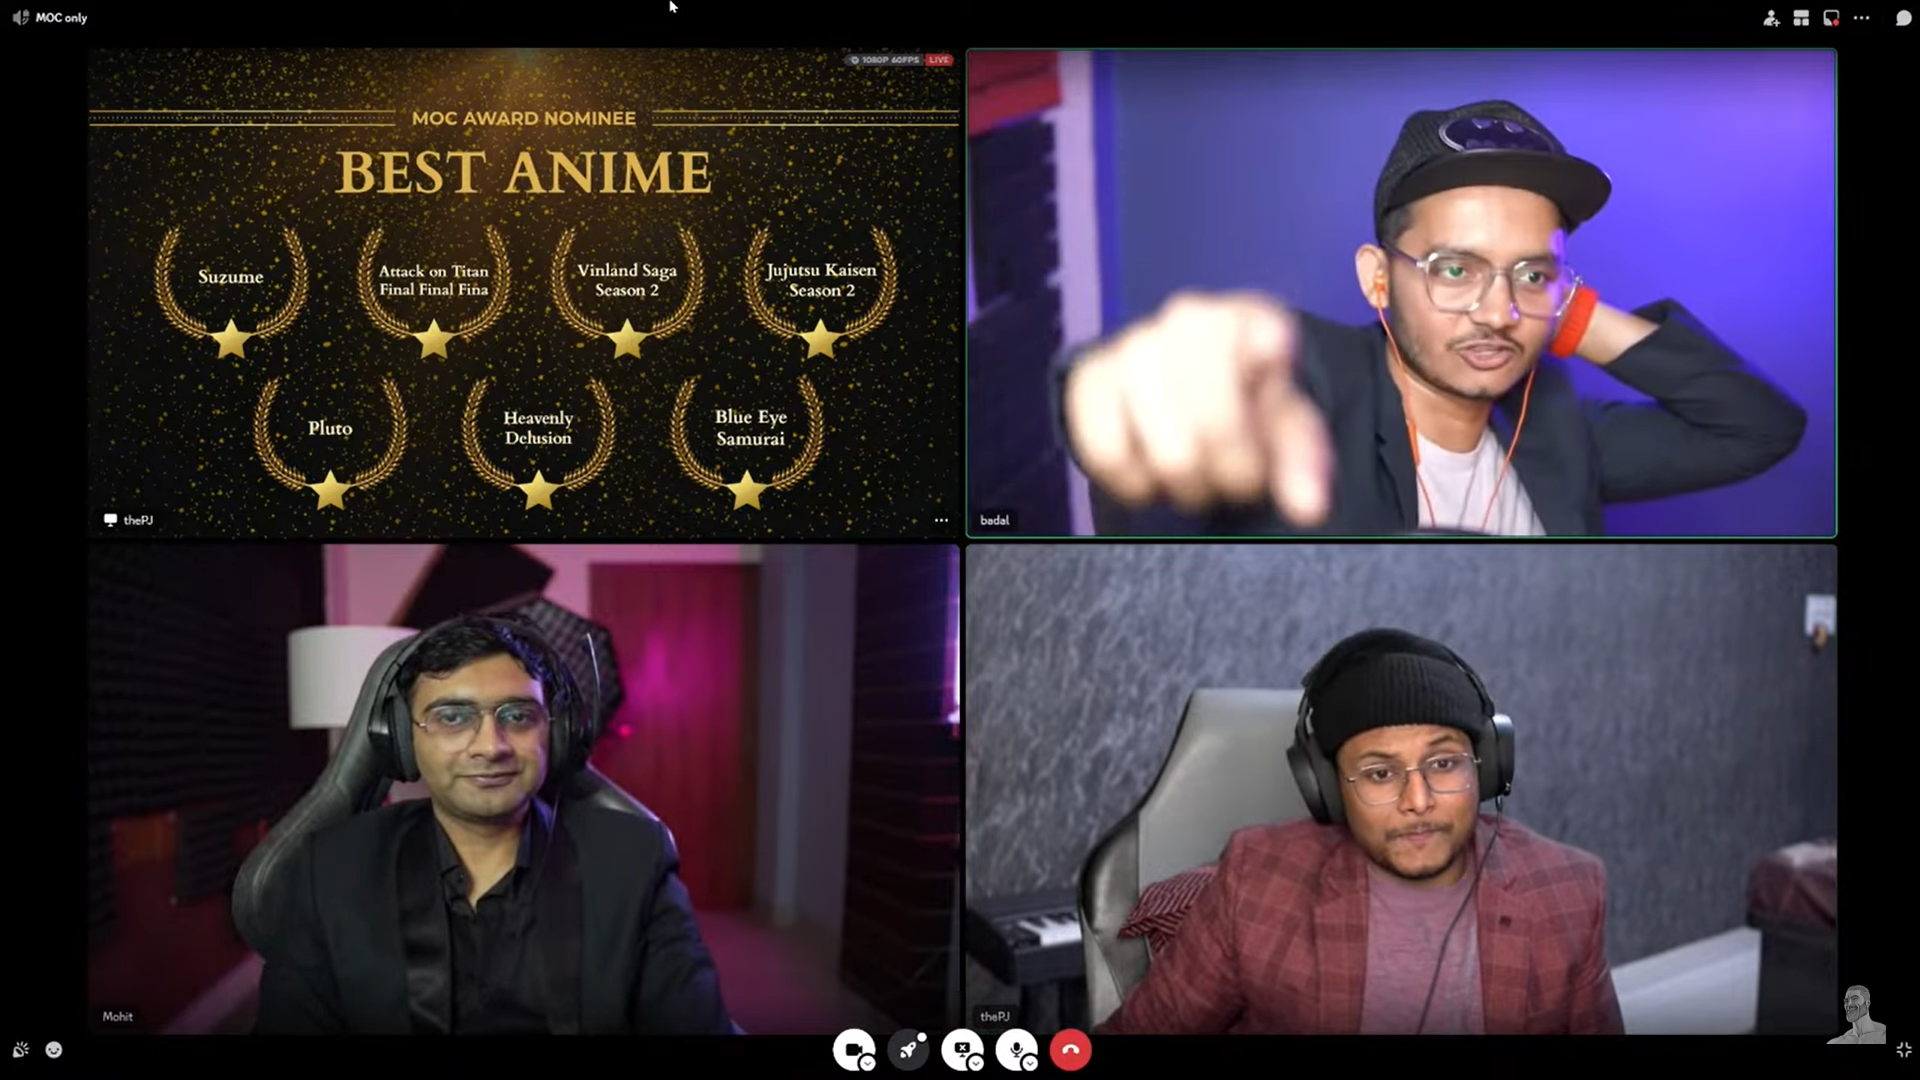 MOC only
1080P 60FPS LIVE
MOC AWARD NOMINEE
BEST ANIME
Suzume
Attack on Titan
Final Final Fina
Vinland Saga
Season 2
Jujutsu Kaisen
Season 2
Pluto
Heavenly
Delusion
Blue Eye
Samurai
thePJ
badal
Mohit
thePJ